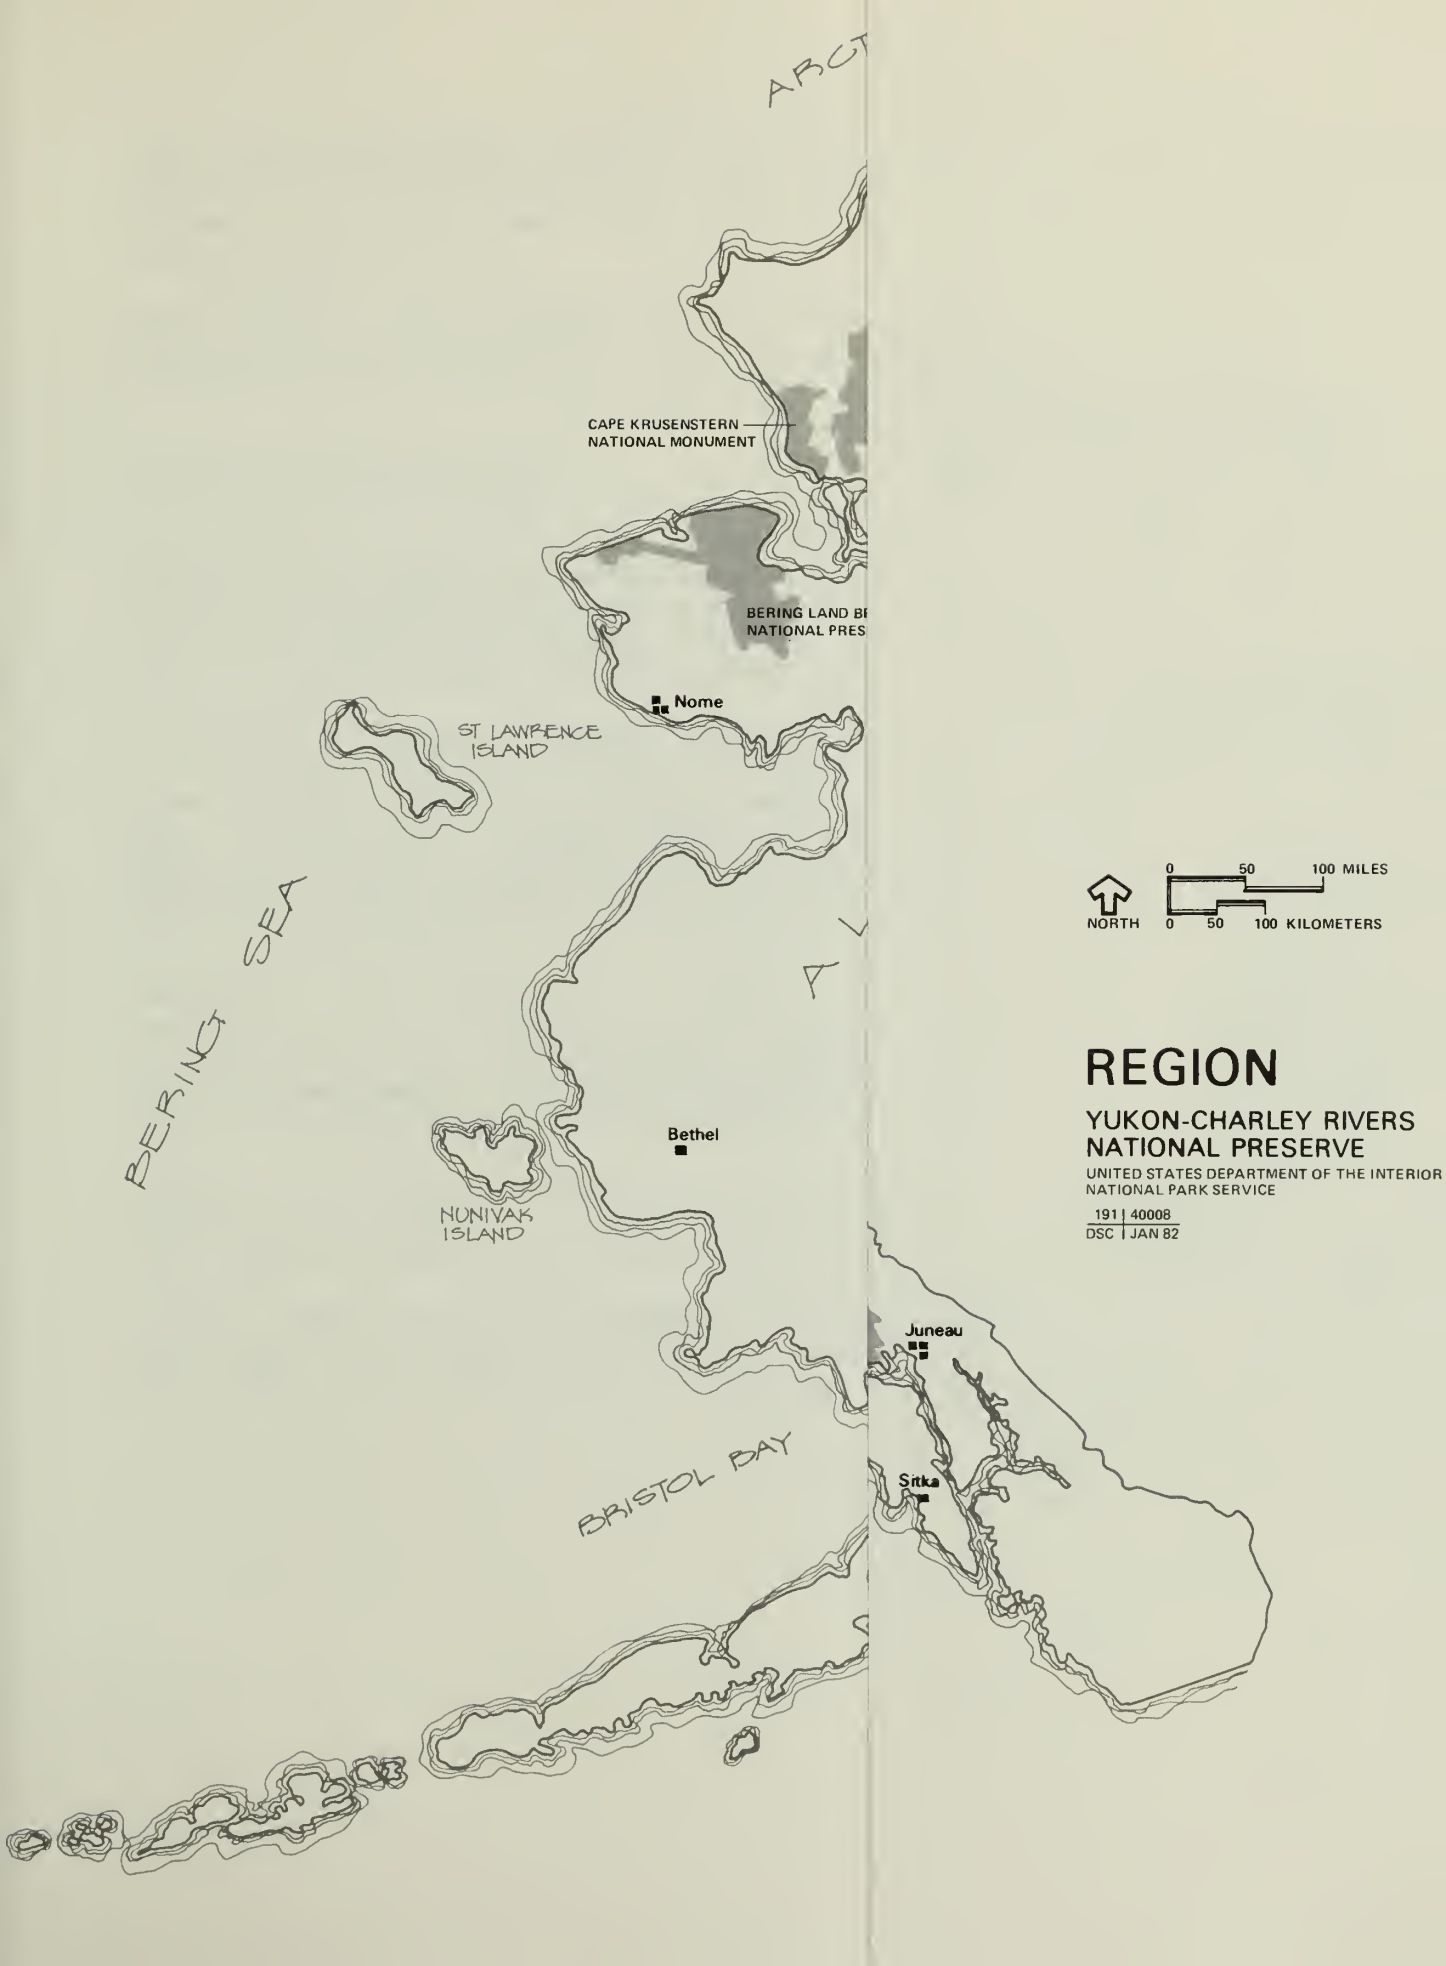 ARCT
CAPE KRUSENSTERN
NATIONAL MONUMENT
BERING LAND BR
NATIONAL PRES
Nome
ST LAWRENCE
ISLAND
BERING SEA
A L
0 50 100 MILES
NORTH
0 50 100 KILOMETERS
REGION
YUKON-CHARLEY RIVERS
NATIONAL PRESERVE
UNITED STATES DEPARTMENT OF THE INTERIOR
NATIONAL PARK SERVICE
191 | 40008
DSC | JAN 82
Bethel
NUNIVAK
ISLAND
Juneau
Sitka
BRISTOL BAY